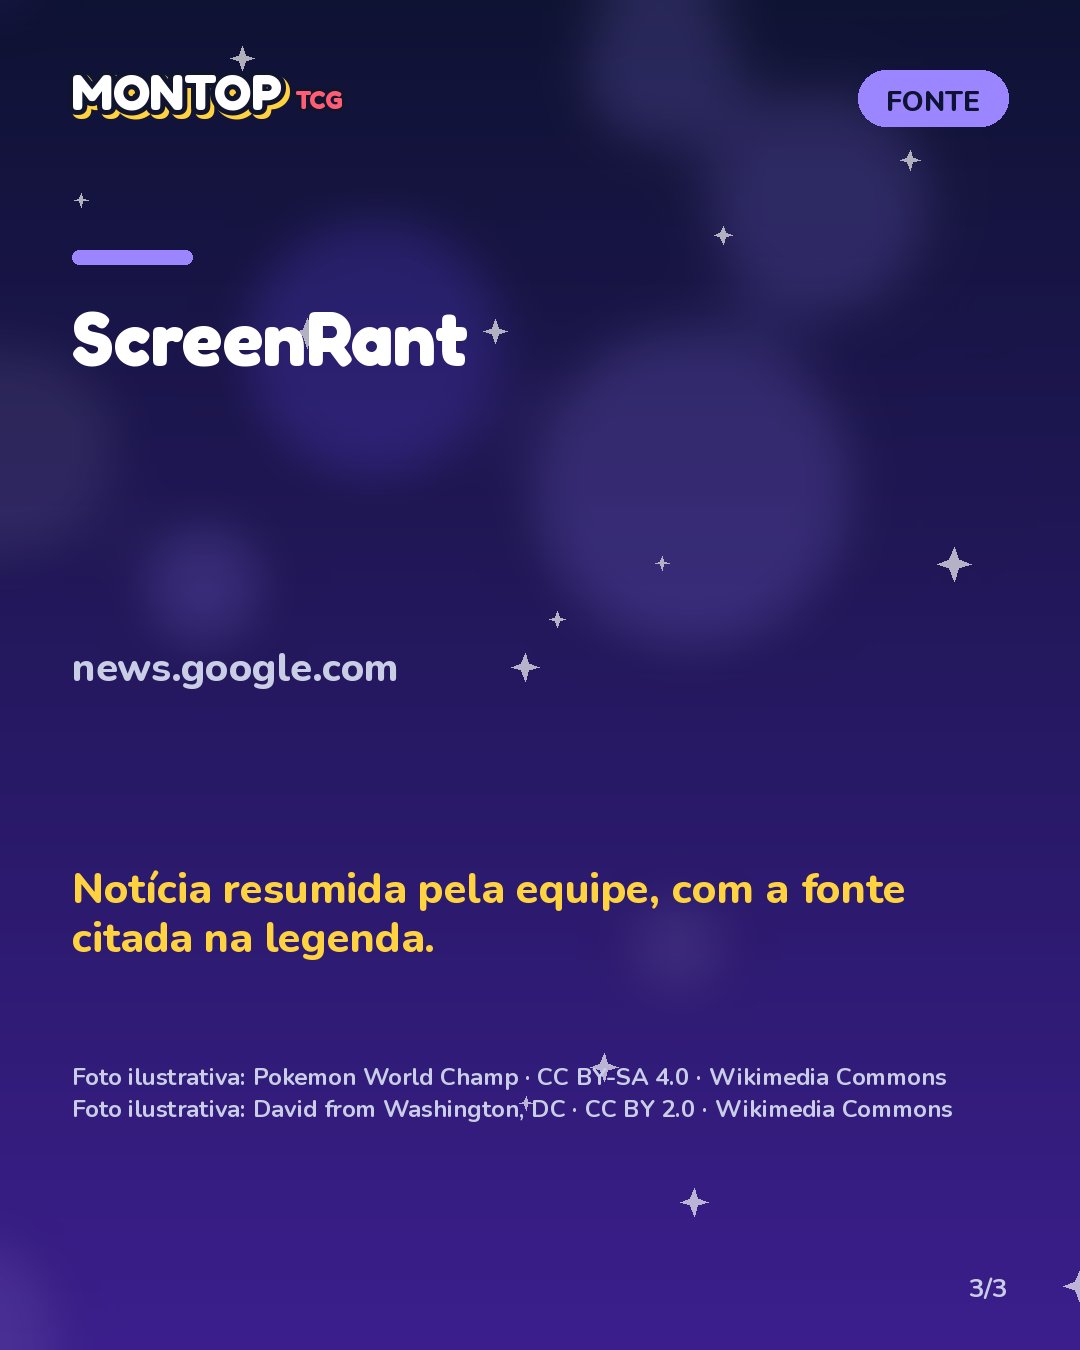 MONTOP TCG
FONTE
ScreenRant
news.google.com
Notícia resumida pela equipe, com a fonte
citada na legenda.
Foto ilustrativa: Pokemon World Champ · CC BY-SA 4.0 · Wikimedia Commons
Foto ilustrativa: David from Washington, DC · CC BY 2.0 · Wikimedia Commons
3/3